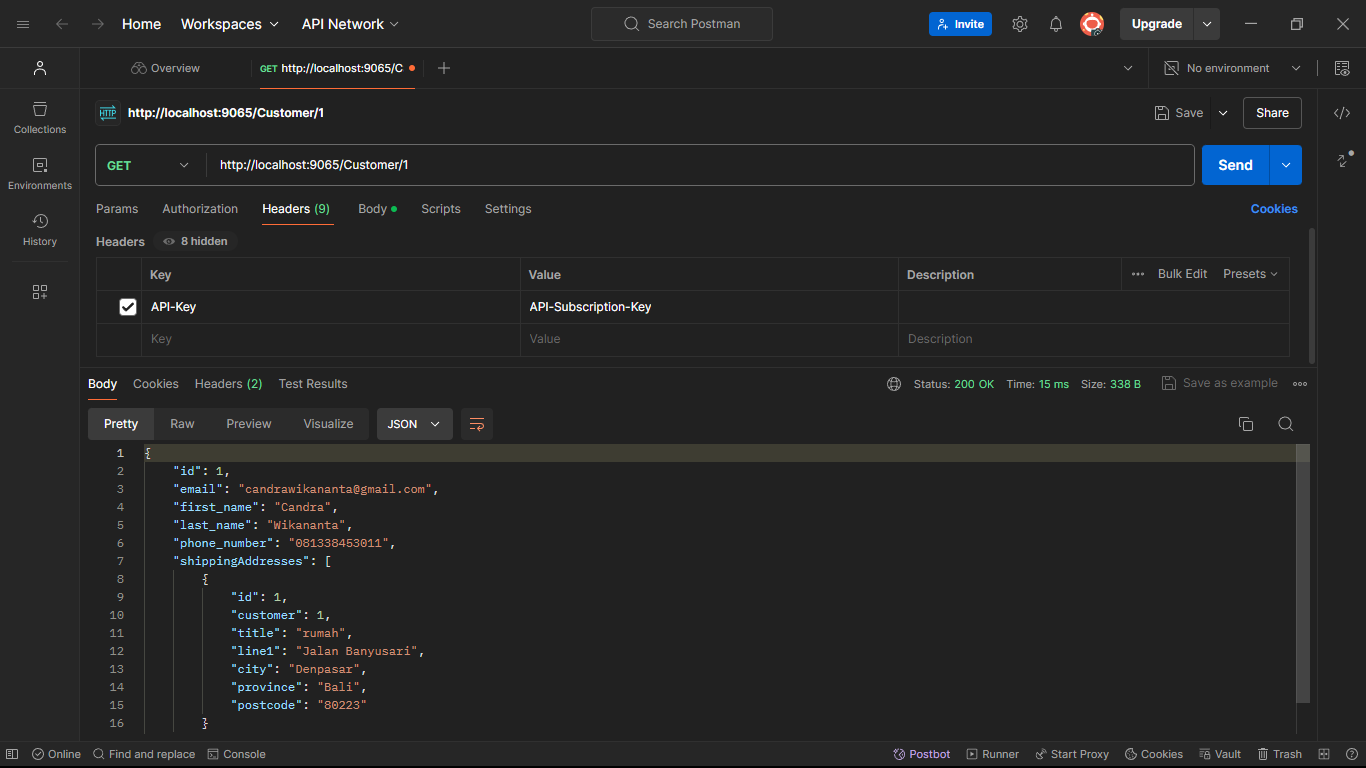 Home Workspaces API Network Search Postman Invite Upgrade
Overview GET http://localhost:9065/C No environment
HTTP http://localhost:9065/Customer/1 Save Share
Collections
GET http://localhost:9065/Customer/1 Send
Environments
Params Authorization Headers (9) Body Scripts Settings Cookies
History
Headers 8 hidden
Key Value Description Bulk Edit Presets
API-Key API-Subscription-Key
Key Value Description
Body Cookies Headers (2) Test Results Status: 200 OK Time: 15 ms Size: 338 B Save as example
Pretty Raw Preview Visualize JSON
1 {
2 "id": 1,
3 "email": "candrawikananta@gmail.com",
4 "first_name": "Candra",
5 "last_name": "Wikananta",
6 "phone_number": "081338453011",
7 "shippingAddresses": [
8 {
9 "id": 1,
10 "customer": 1,
11 "title": "rumah",
12 "line1": "Jalan Banyusari",
13 "city": "Denpasar",
14 "province": "Bali",
15 "postcode": "80223"
16 }
Online Find and replace Console Postbot Runner Start Proxy Cookies Vault Trash